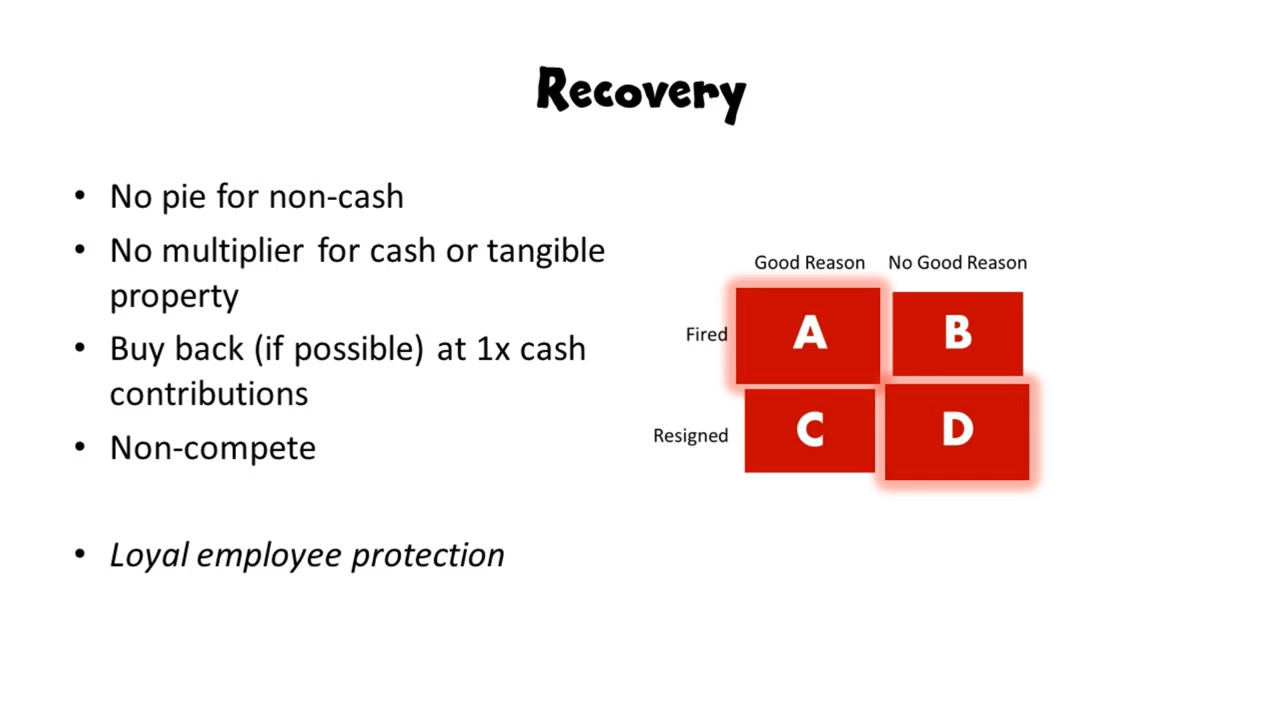 Recovery
• No pie for non-cash
• No multiplier for cash or tangible
property
• Buy back (if possible) at 1x cash
contributions
• Non-compete
• Loyal employee protection
Good Reason No Good Reason
Fired A B
Resigned C D